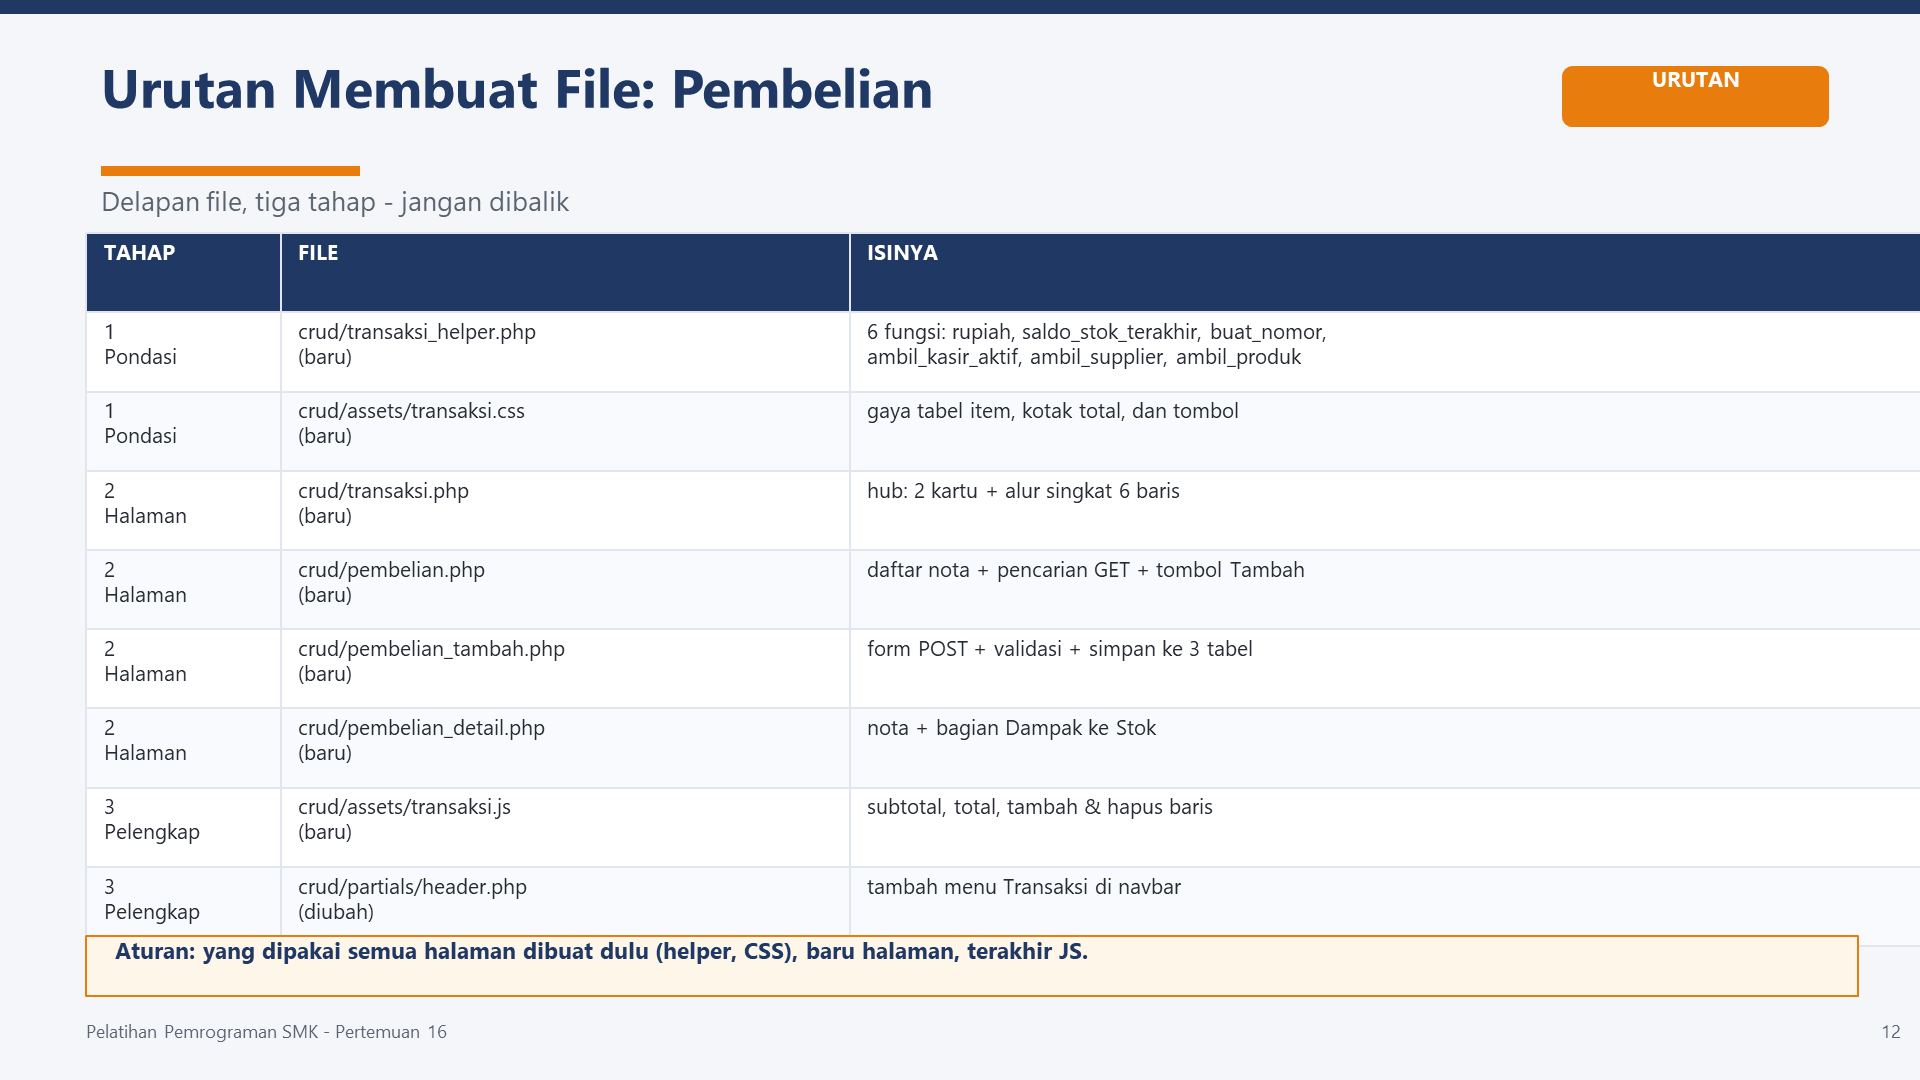 Urutan Membuat File: Pembelian
URUTAN
Delapan file, tiga tahap - jangan dibalik
TAHAP
FILE
ISINYA
1
Pondasi
crud/transaksi_helper.php
(baru)
6 fungsi: rupiah, saldo_stok_terakhir, buat_nomor,
ambil_kasir_aktif, ambil_supplier, ambil_produk
1
Pondasi
crud/assets/transaksi.css
(baru)
gaya tabel item, kotak total, dan tombol
2
Halaman
crud/transaksi.php
(baru)
hub: 2 kartu + alur singkat 6 baris
2
Halaman
crud/pembelian.php
(baru)
daftar nota + pencarian GET + tombol Tambah
2
Halaman
crud/pembelian_tambah.php
(baru)
form POST + validasi + simpan ke 3 tabel
2
Halaman
crud/pembelian_detail.php
(baru)
nota + bagian Dampak ke Stok
3
Pelengkap
crud/assets/transaksi.js
(baru)
subtotal, total, tambah & hapus baris
3
Pelengkap
crud/partials/header.php
(diubah)
tambah menu Transaksi di navbar
Aturan: yang dipakai semua halaman dibuat dulu (helper, CSS), baru halaman, terakhir JS.
Pelatihan Pemrograman SMK - Pertemuan 16
12